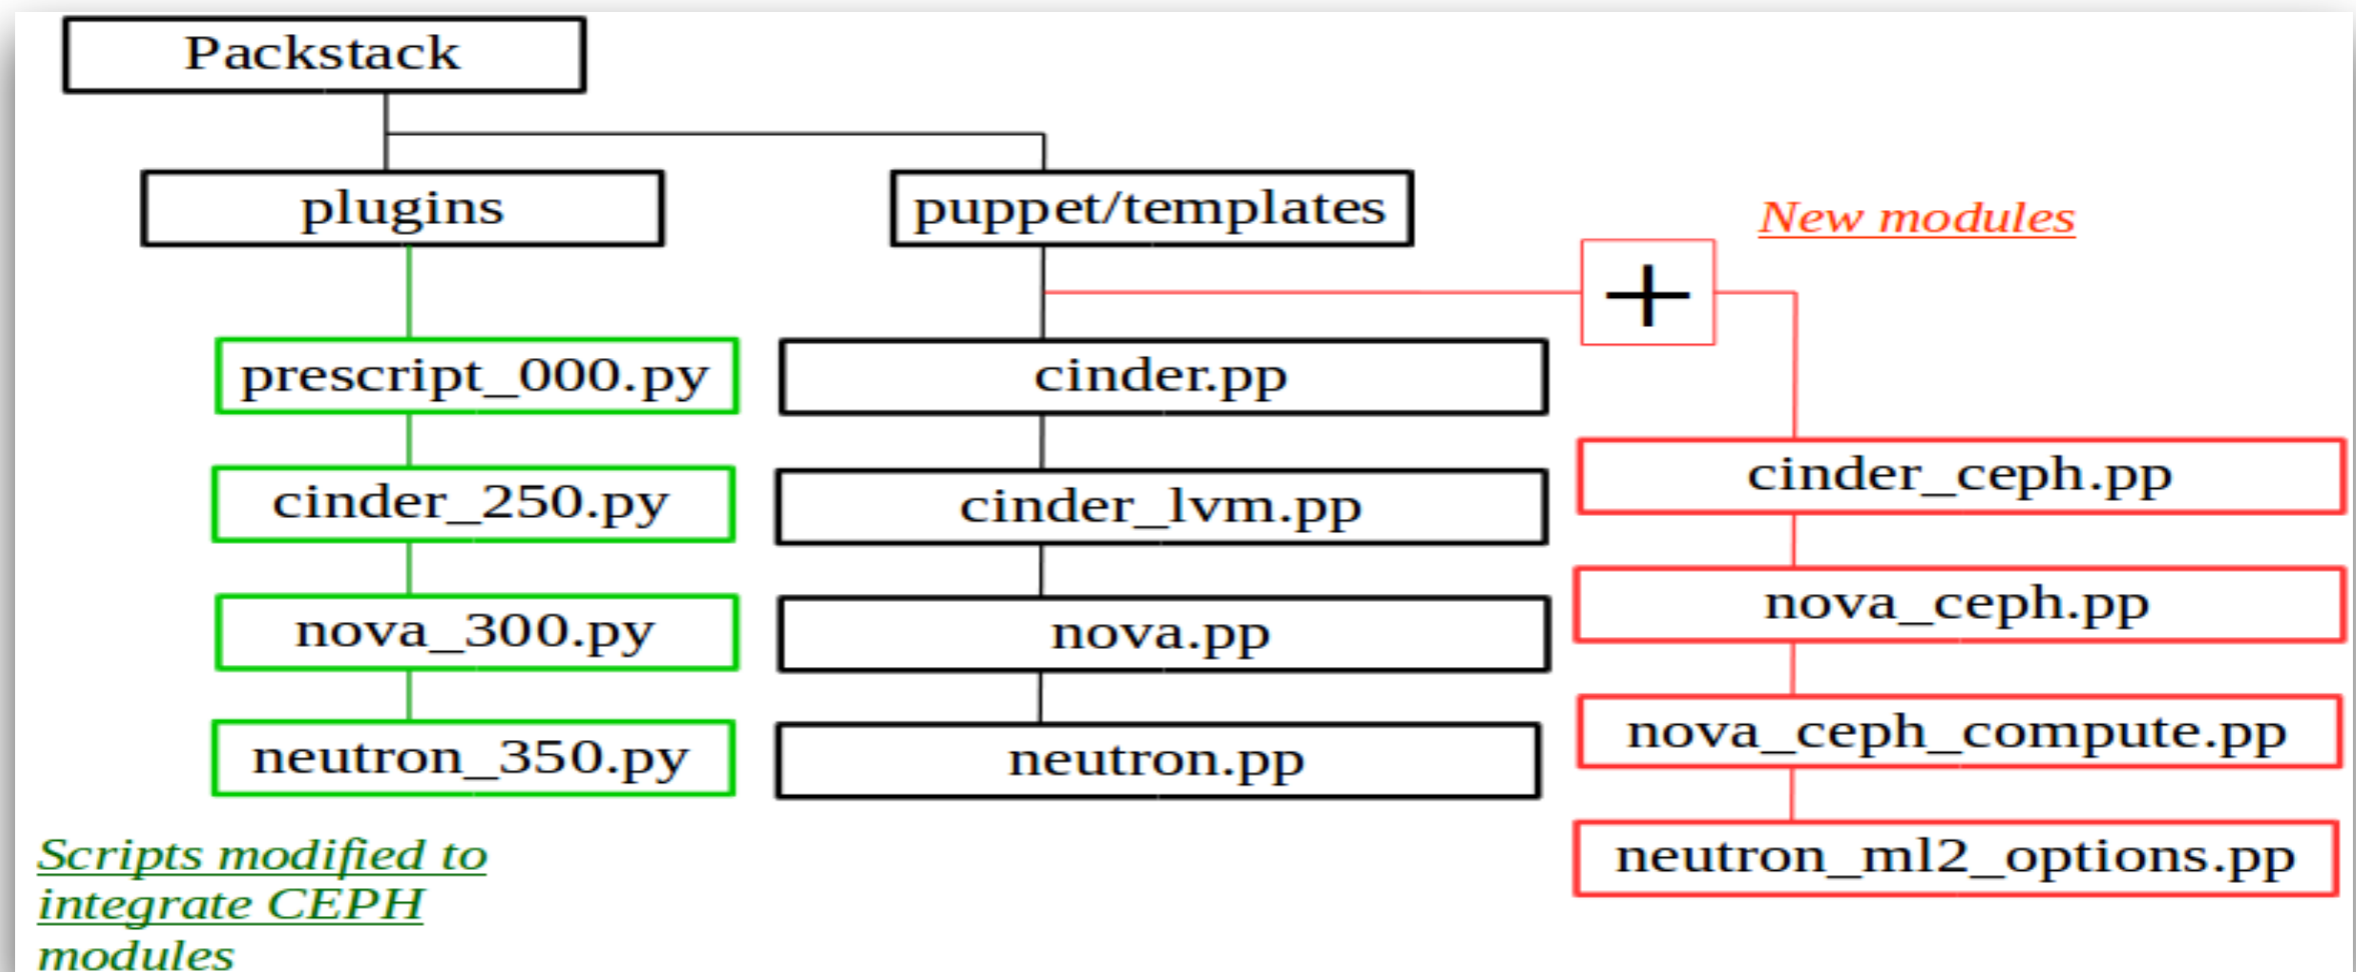 Packstack
plugins
puppet/templates
New modules
+
prescript_000.py
cinder.pp
cinder_250.py
cinder_lvm.pp
cinder_ceph.pp
nova_300.py
nova.pp
nova_ceph.pp
neutron_350.py
neutron.pp
nova_ceph_compute.pp
neutron_ml2_options.pp
Scripts modified to
integrate CEPH
modules